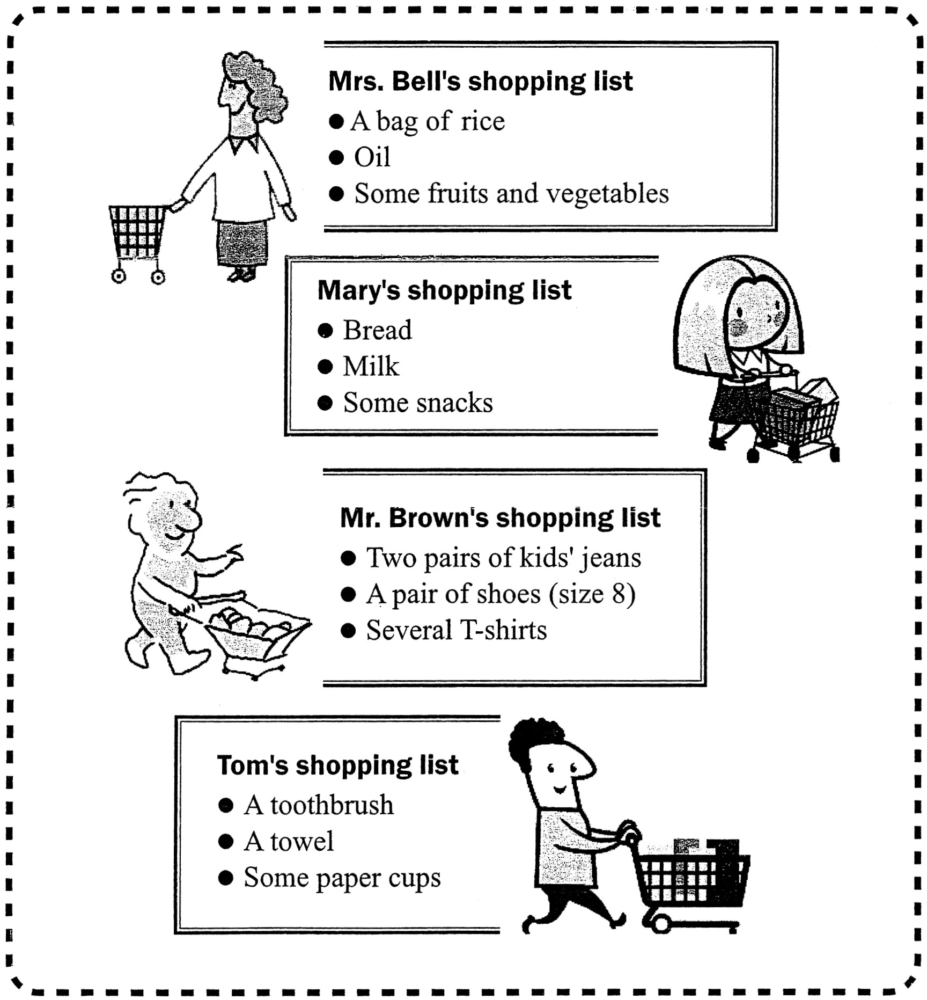 Mrs. Bell's shopping list
● A bag of rice
● Oil
● Some fruits and vegetables
Mary's shopping list
● Bread
● Milk
● Some snacks
Mr. Brown's shopping list
● Two pairs of kids' jeans
● A pair of shoes (size 8)
● Several T-shirts
Tom's shopping list
● A toothbrush
● A towel
● Some paper cups